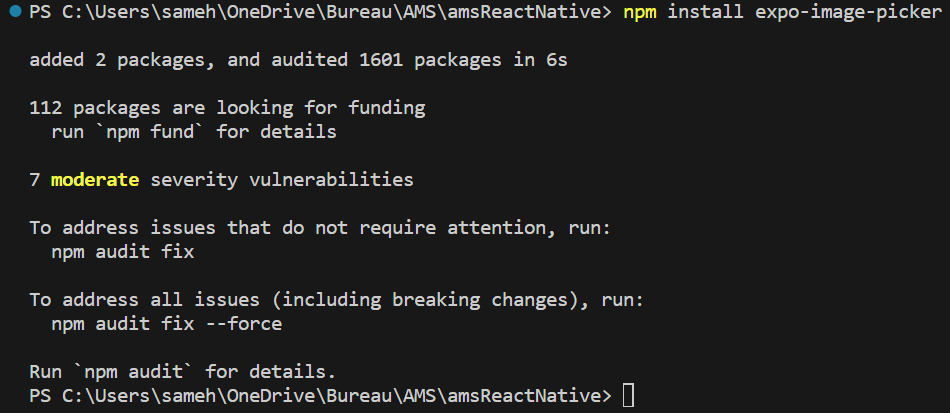 PS C:\Users\sameh\OneDrive\Bureau\AMS\amsReactNative> npm install expo-image-picker
added 2 packages, and audited 1601 packages in 6s
112 packages are looking for funding
  run `npm fund` for details
7 moderate severity vulnerabilities
To address issues that do not require attention, run:
  npm audit fix
To address all issues (including breaking changes), run:
  npm audit fix --force
Run `npm audit` for details.
PS C:\Users\sameh\OneDrive\Bureau\AMS\amsReactNative>